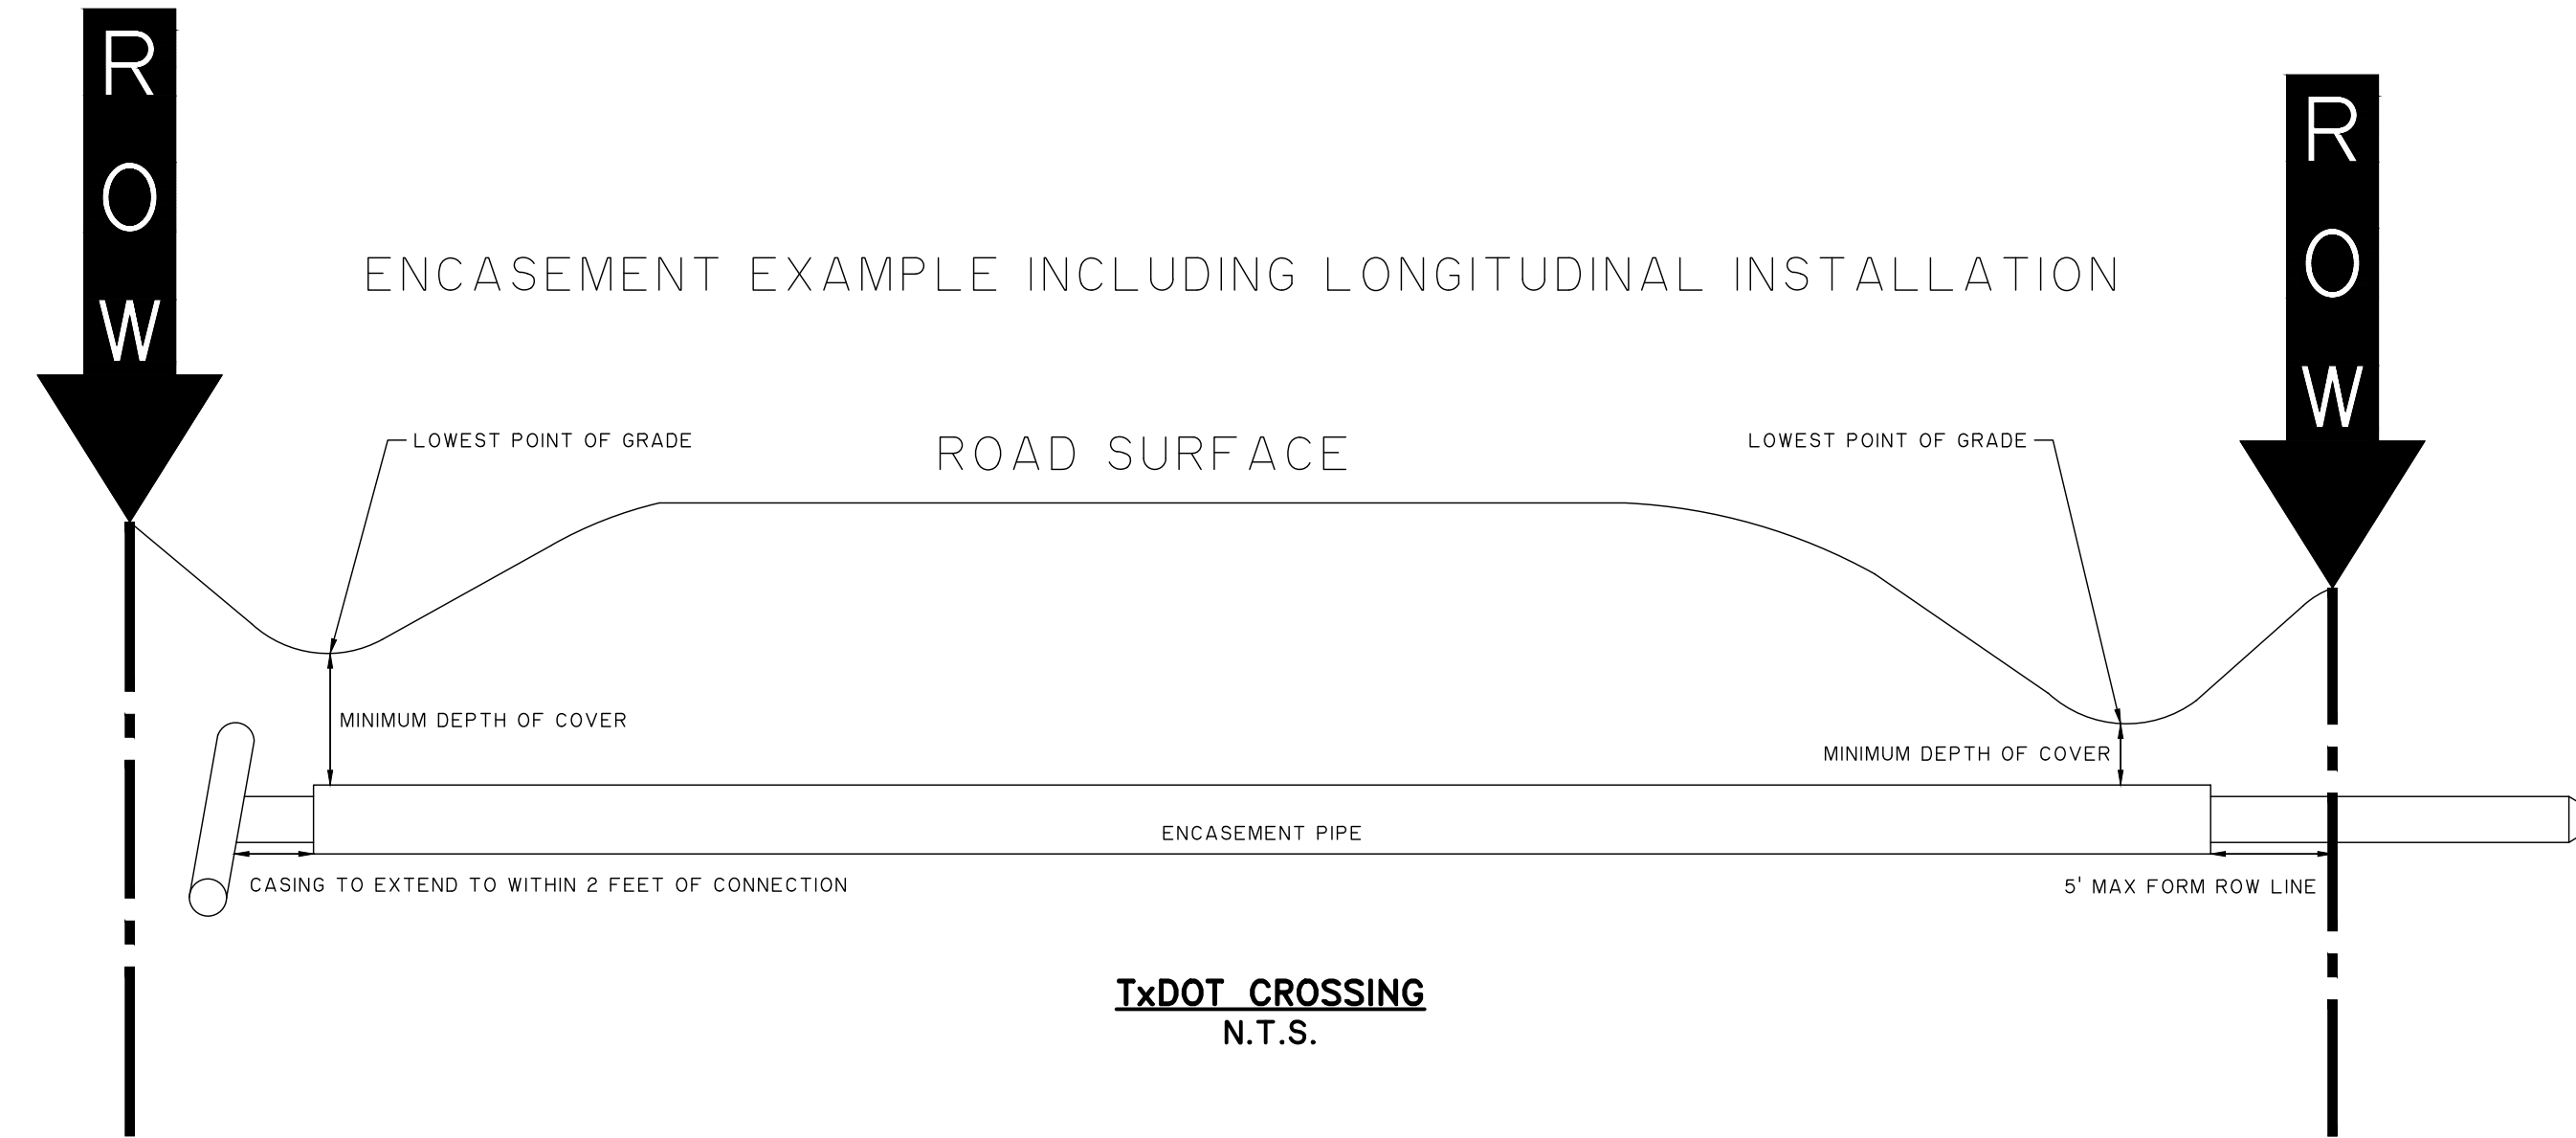 ROW
ROW
ENCASEMENT EXAMPLE INCLUDING LONGITUDINAL INSTALLATION
LOWEST POINT OF GRADE
ROAD SURFACE
LOWEST POINT OF GRADE
MINIMUM DEPTH OF COVER
MINIMUM DEPTH OF COVER
ENCASEMENT PIPE
CASING TO EXTEND TO WITHIN 2 FEET OF CONNECTION
5' MAX FORM ROW LINE
TxDOT CROSSING
N.T.S.